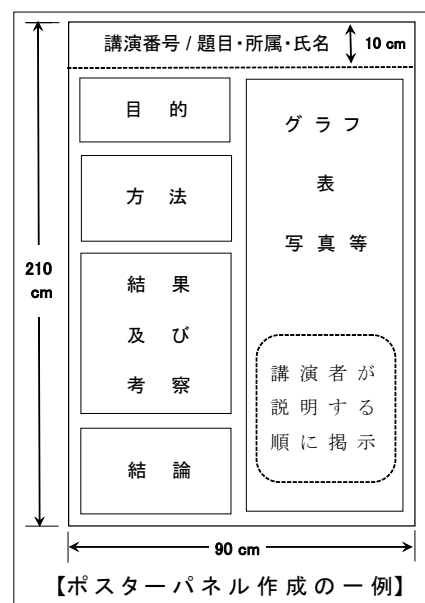 講演番号 / 題目・所属・氏名
10 cm
目 的
方 法
結 果
及 び
考 察
結 論
グ ラ フ
表
写 真 等
講 演 者 が
説 明 す る
順 に 掲 示
210
cm
90 cm
【ポスターパネル作成の一例】